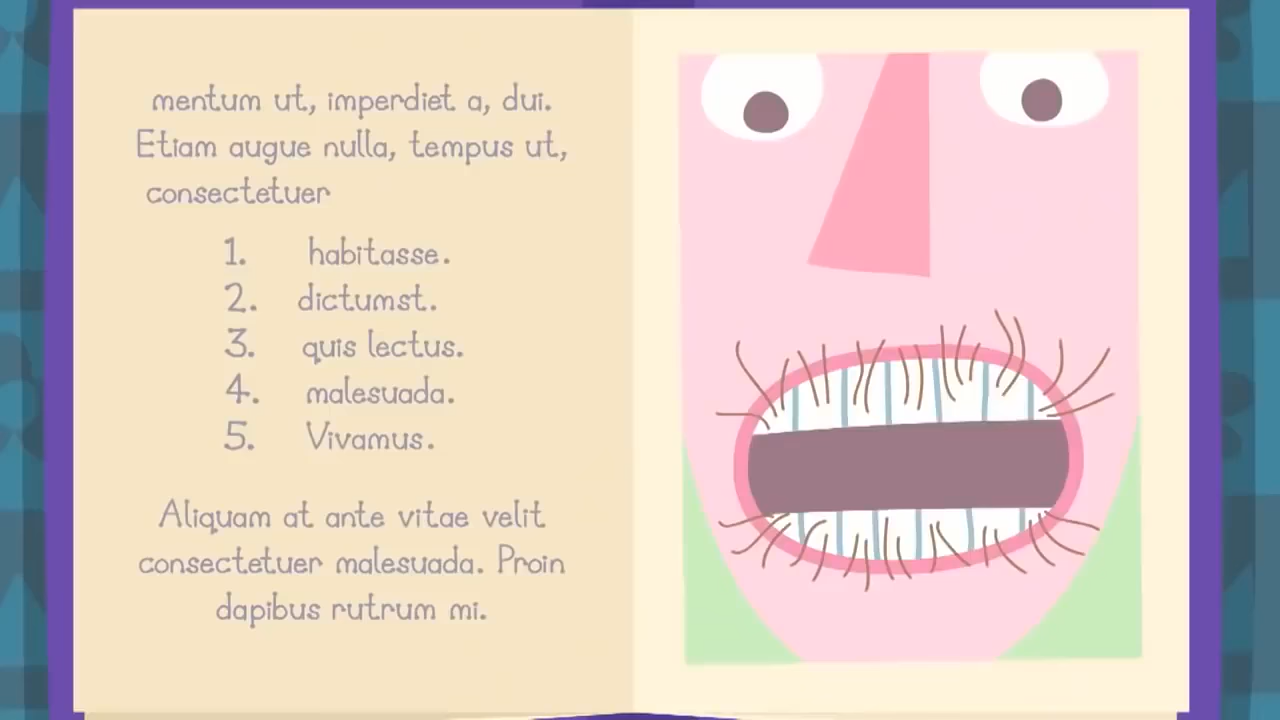 mentum ut, imperdiet a, dui.
Etiam augue nulla, tempus ut,
consectetuer
1. habitasse.
2. dictumst.
3. quis lectus.
4. malesuada.
5. Vivamus.
Aliquam at ante vitae velit
consectetuer malesuada. Proin
dapibus rutrum mi.